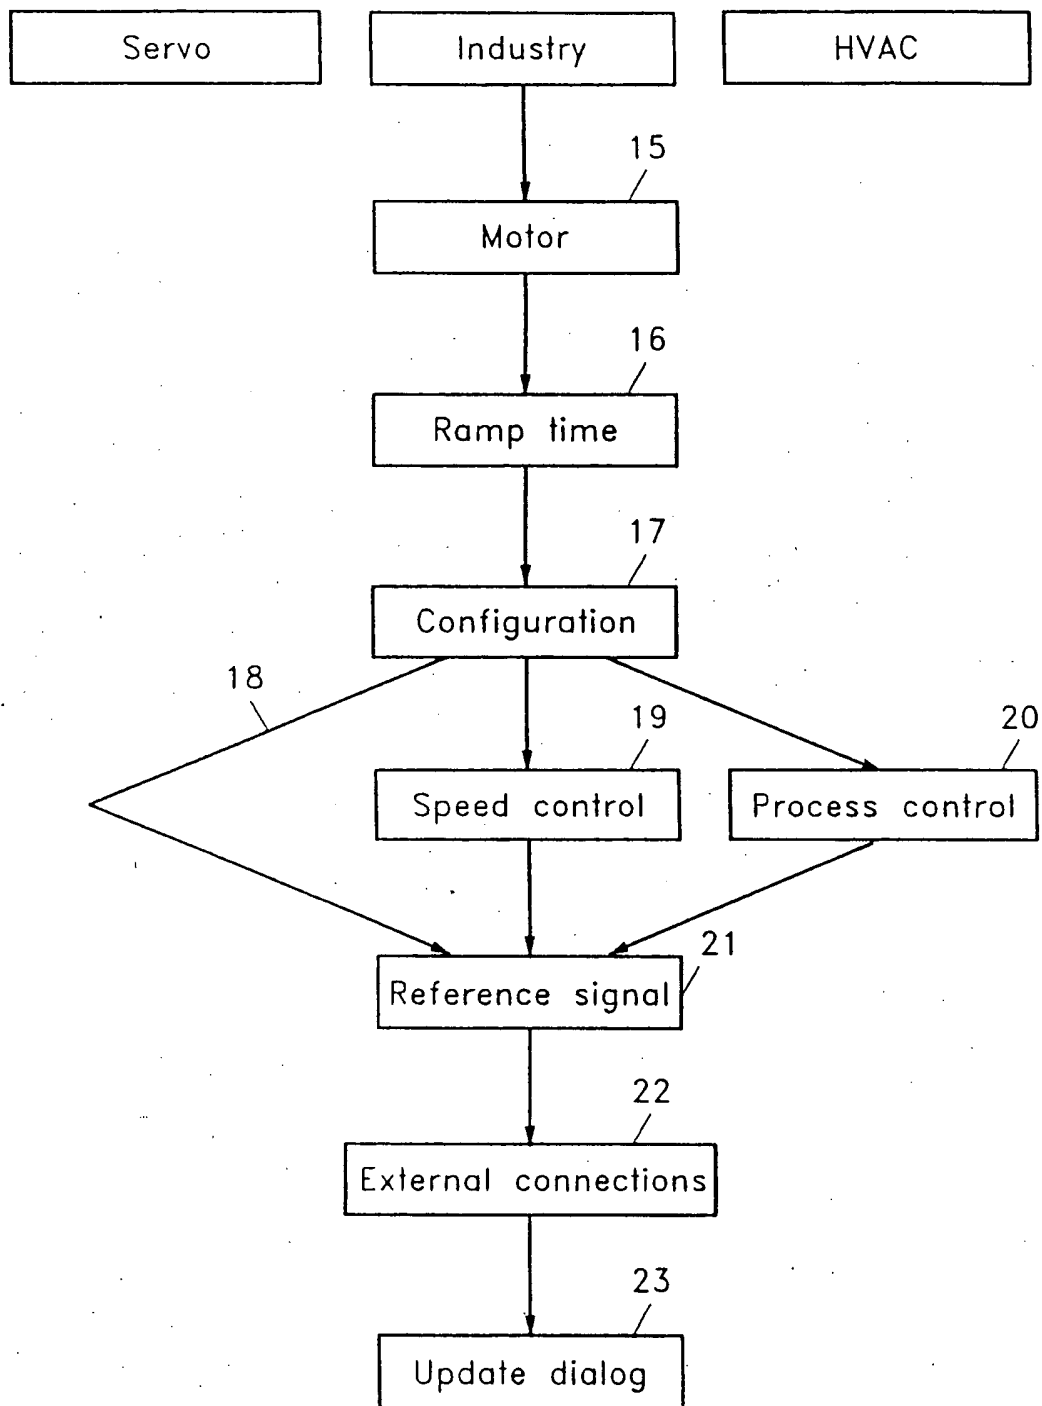 Servo
Industry
HVAC
15
Motor
16
Ramp time
17
Configuration
18
19
20
Speed control
Process control
21
Reference signal
22
External connections
23
Update dialog